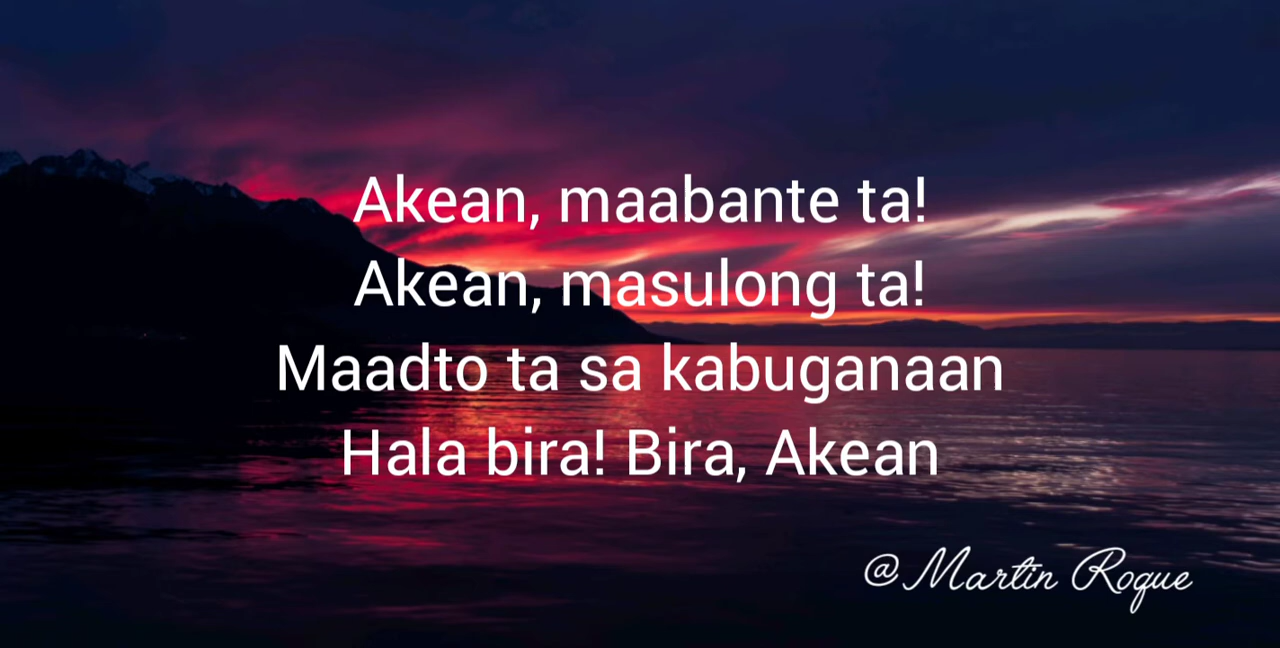 Akean, maabante ta!
Akean, masulong ta!
Maadto ta sa kabuganaan
Hala bira! Bira, Akean
@Martin Roque